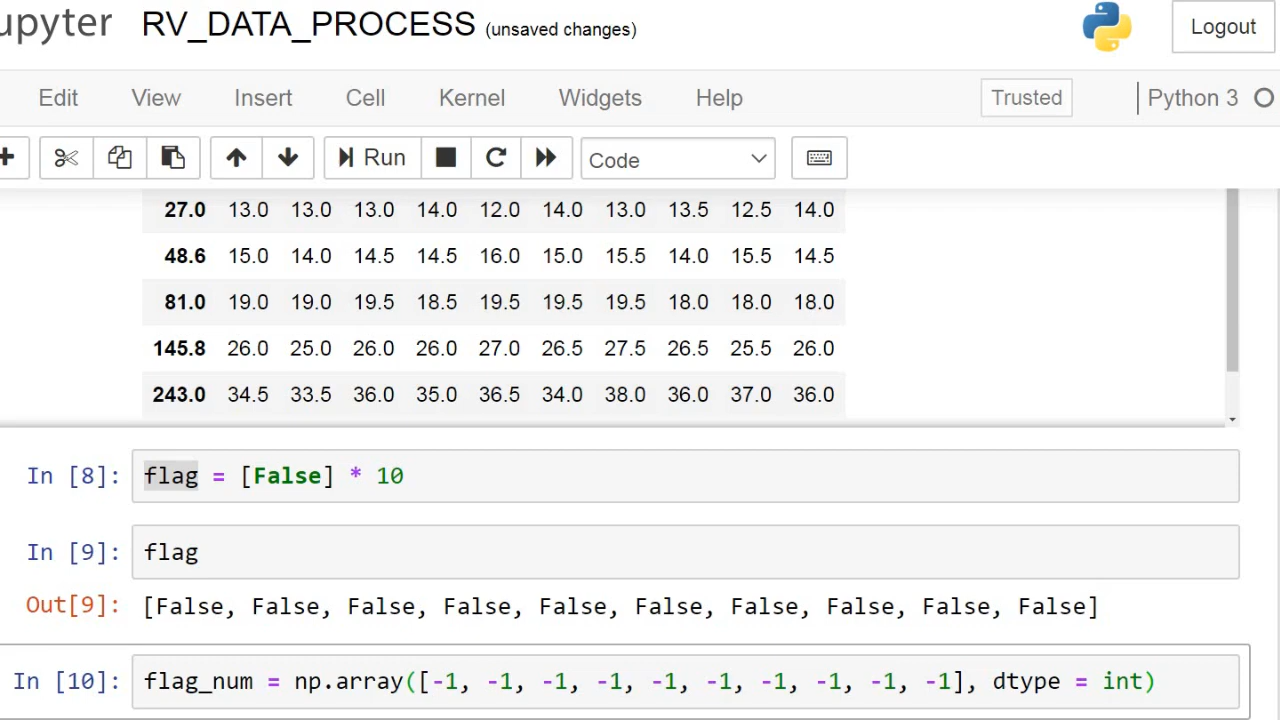 upyter RV_DATA_PROCESS (unsaved changes) Logout
Edit View Insert Cell Kernel Widgets Help Trusted Python 3
Run Code
27.0 13.0 13.0 13.0 14.0 12.0 14.0 13.0 13.5 12.5 14.0
48.6 15.0 14.0 14.5 14.5 16.0 15.0 15.5 14.0 15.5 14.5
81.0 19.0 19.0 19.5 18.5 19.5 19.5 19.5 18.0 18.0 18.0
145.8 26.0 25.0 26.0 26.0 27.0 26.5 27.5 26.5 25.5 26.0
243.0 34.5 33.5 36.0 35.0 36.5 34.0 38.0 36.0 37.0 36.0
In [8]: flag = [False] * 10
In [9]: flag
Out[9]: [False, False, False, False, False, False, False, False, False, False]
In [10]: flag_num = np.array([-1, -1, -1, -1, -1, -1, -1, -1, -1, -1], dtype = int)